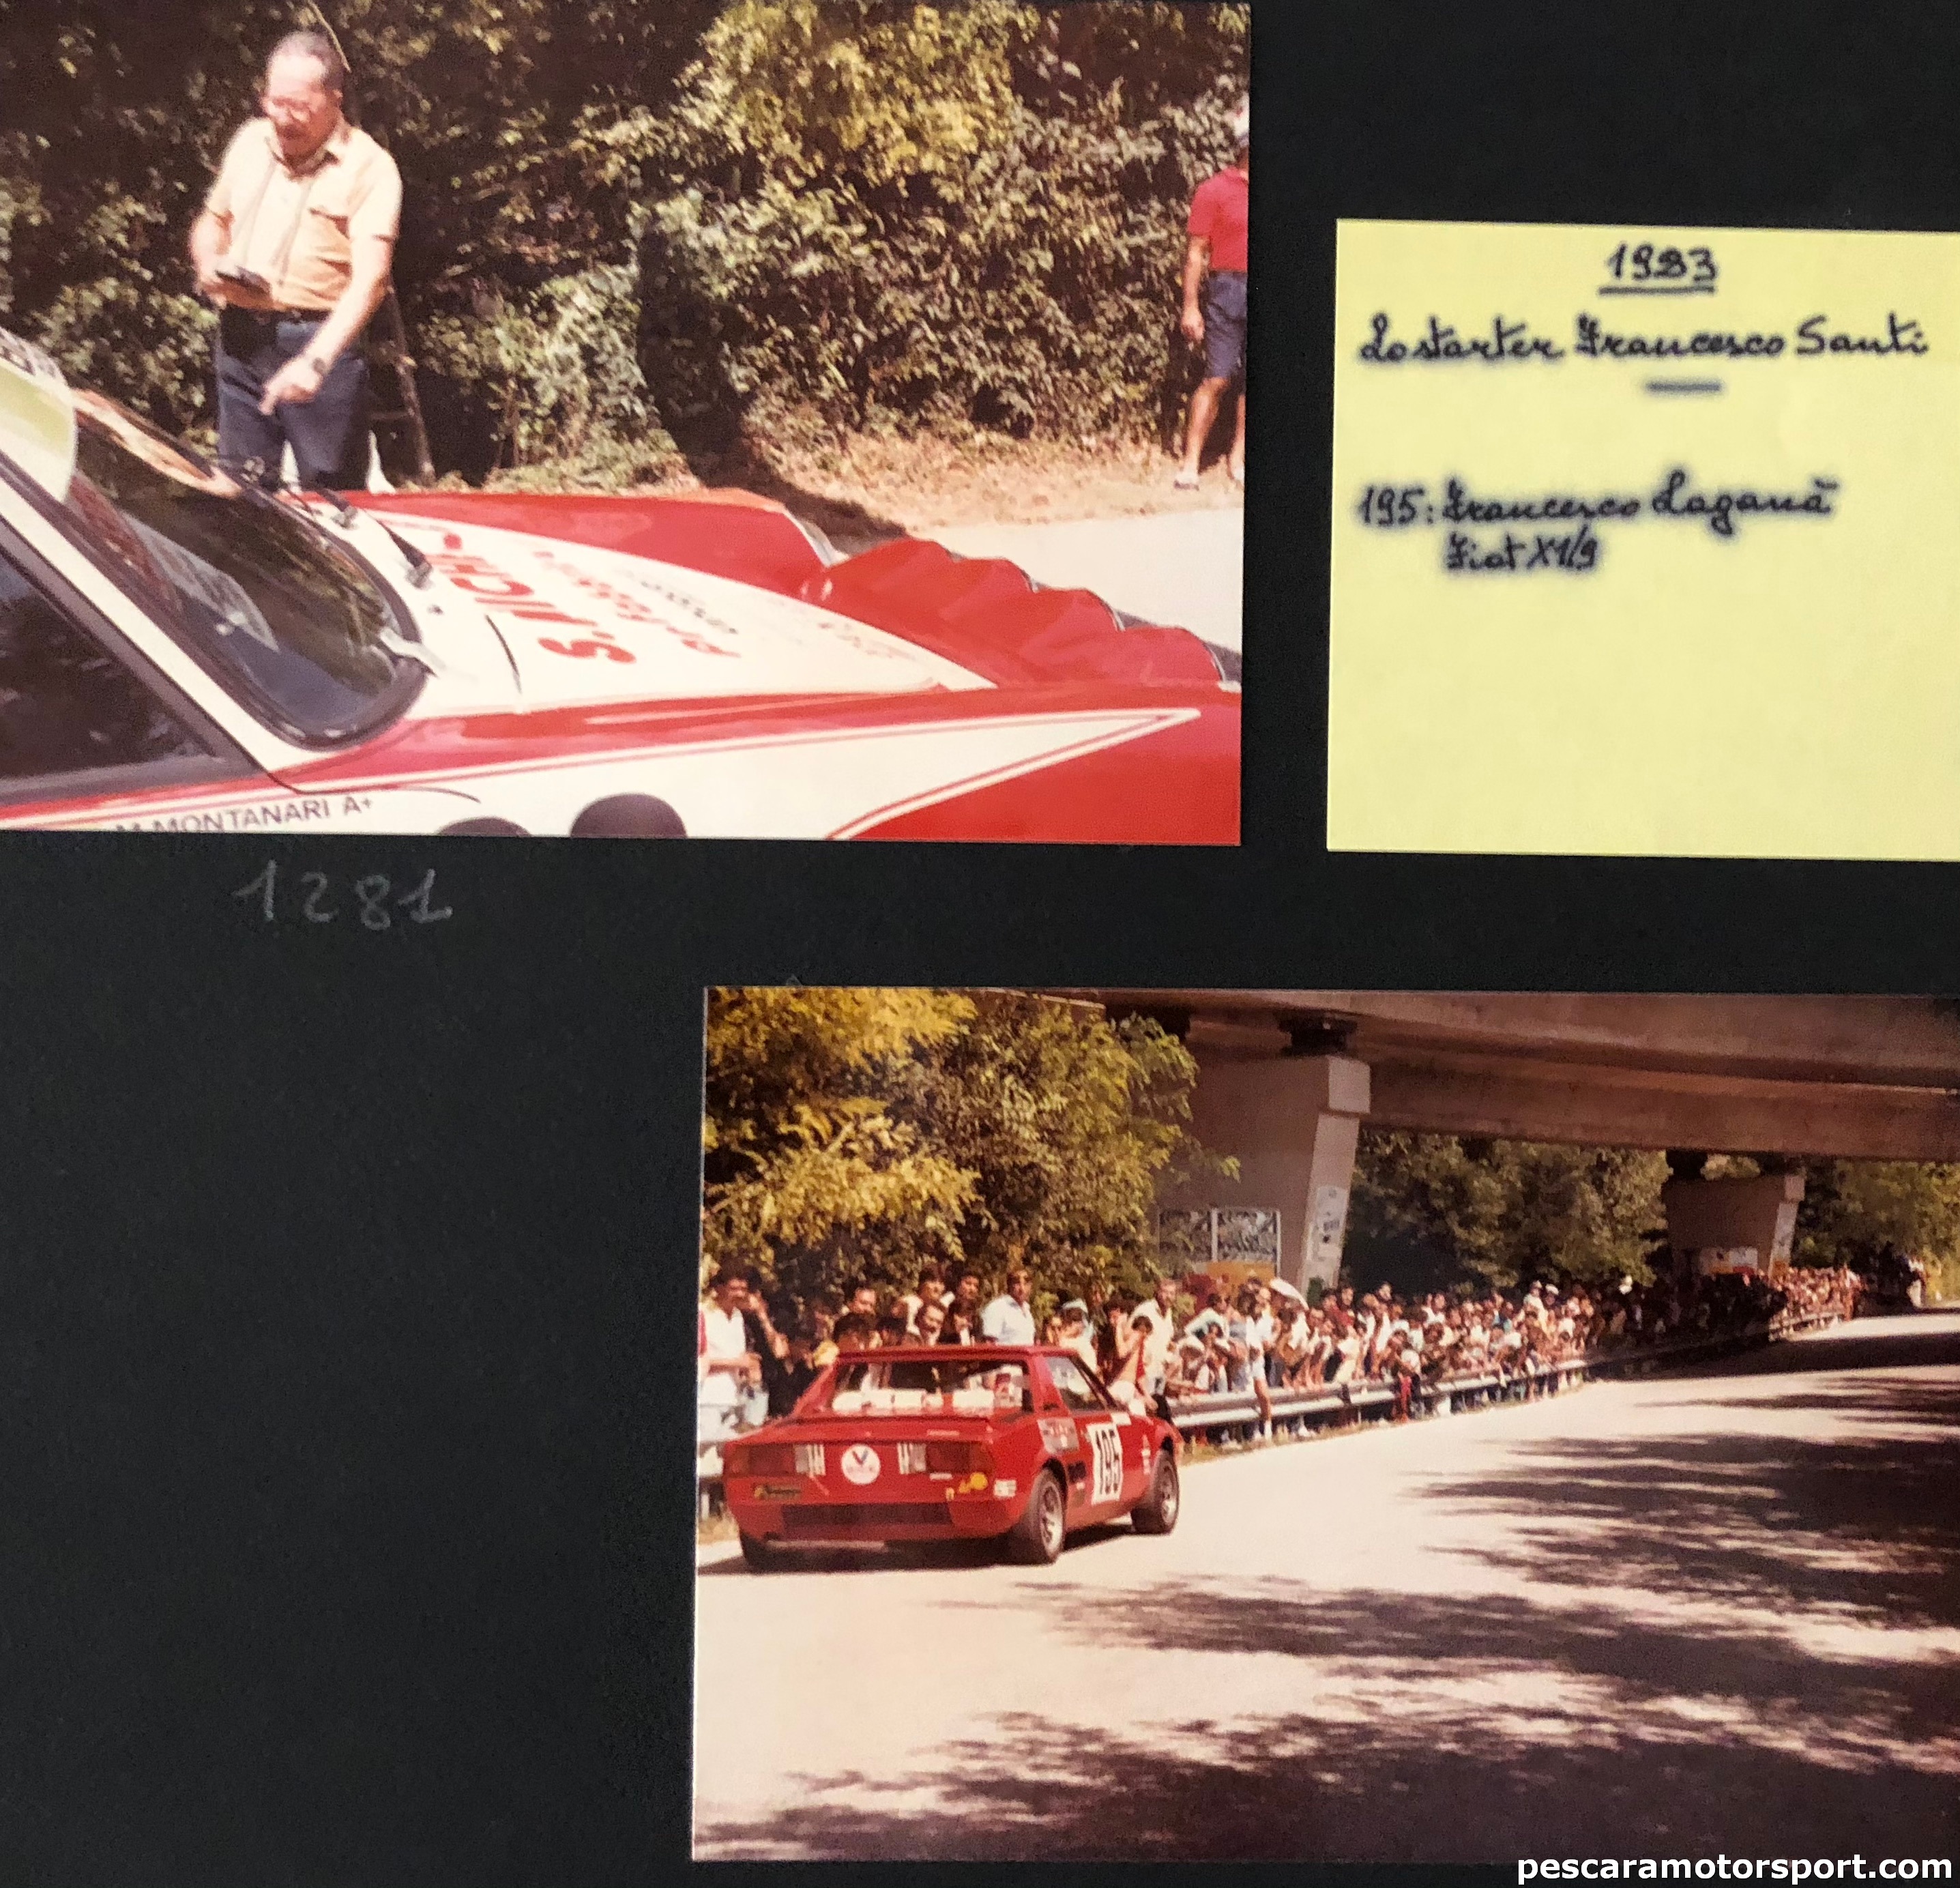 M. MONTANARI A+
1281
1983
Lo starter Francesco Santi
195: Francesco Laganà
Fiat X1/9
195
pescaramotorsport.com